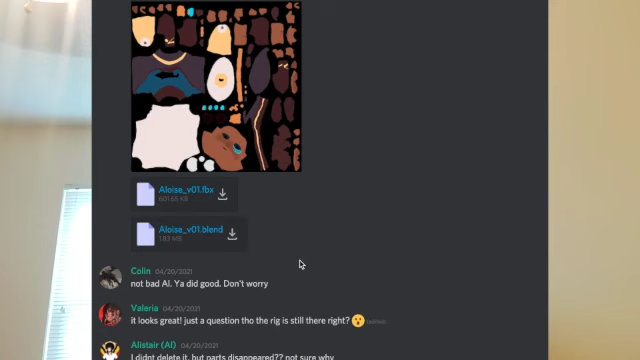 Aloise_v01.fbx
601.65 KB
Aloise_v01.blend
1.83 MB
Colin 04/20/2021
not bad Al. Ya did good. Don't worry
Valeria 04/20/2021
it looks great! just a question tho the rig is still there right?
Alistair (Al) 04/20/2021
I didnt delete it, but parts disapeared?? not sure why